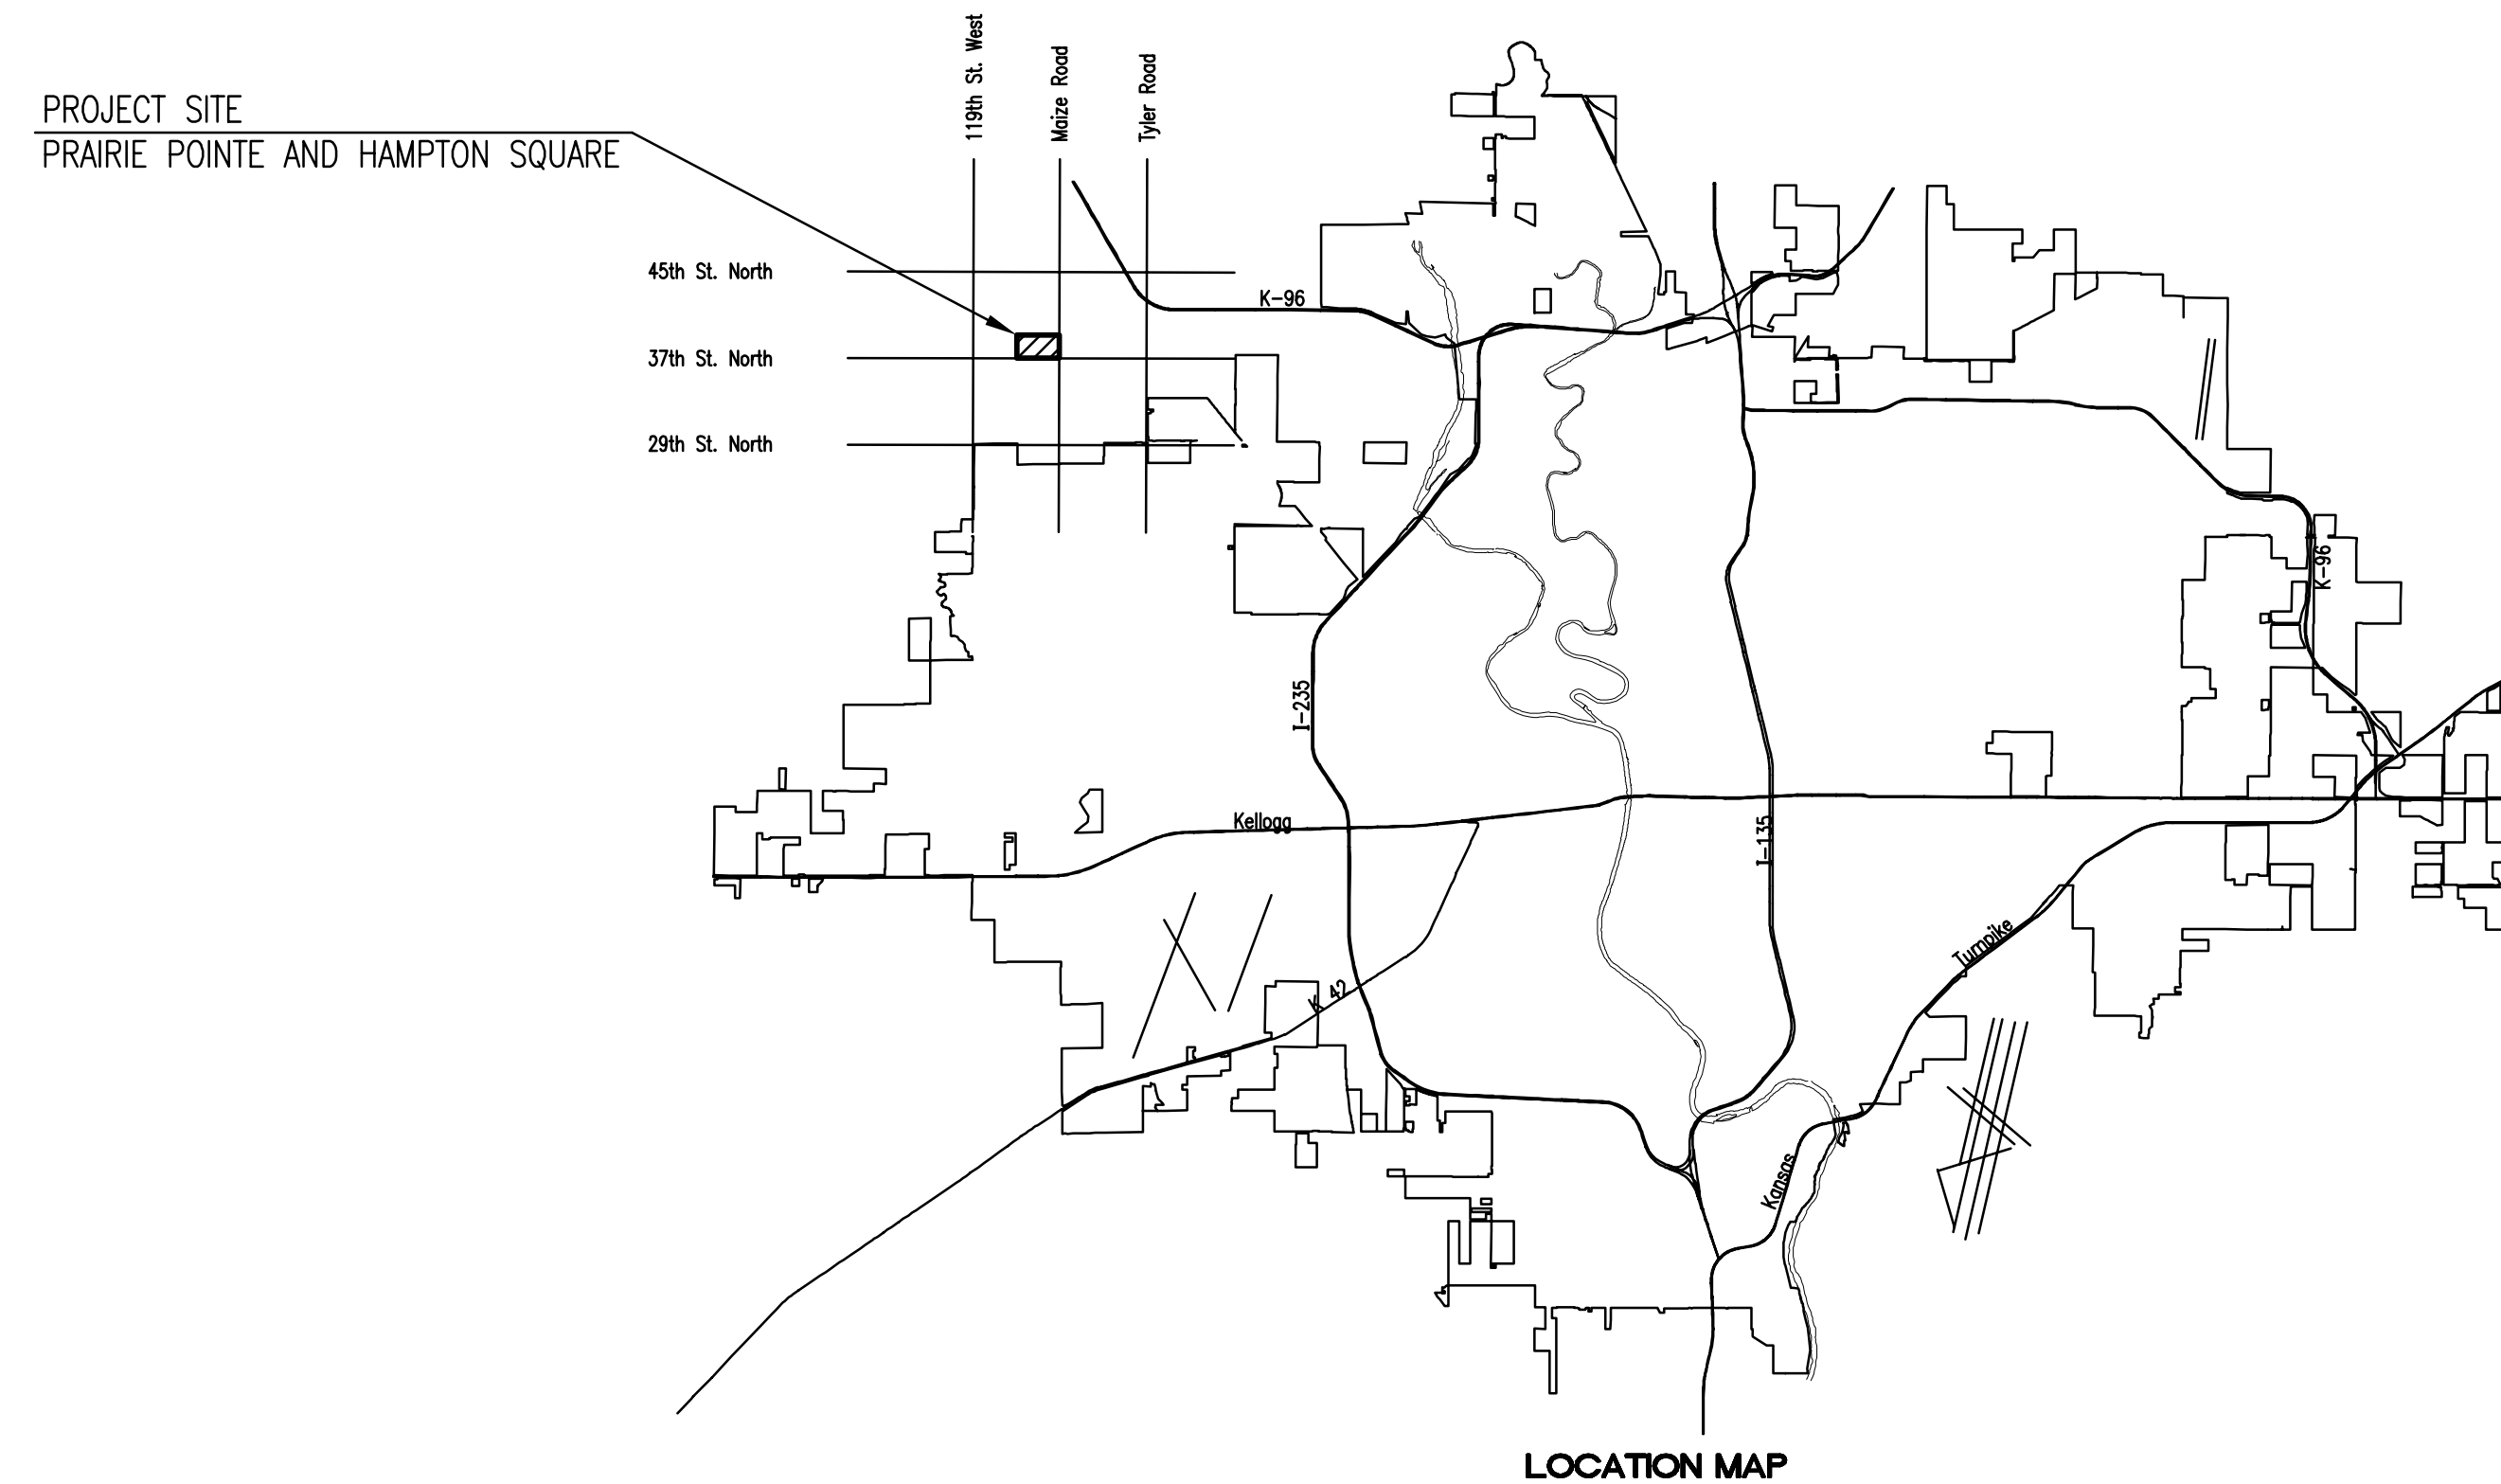 119th St. West
Maize Road
Tyler Road
PROJECT SITE
PRAIRIE POINTE AND HAMPTON SQUARE
45th St. North
K-96
37th St. North
29th St. North
K-96
I-235
Kellogg
I-135
Turnpike
K 42
Kansas
LOCATION MAP